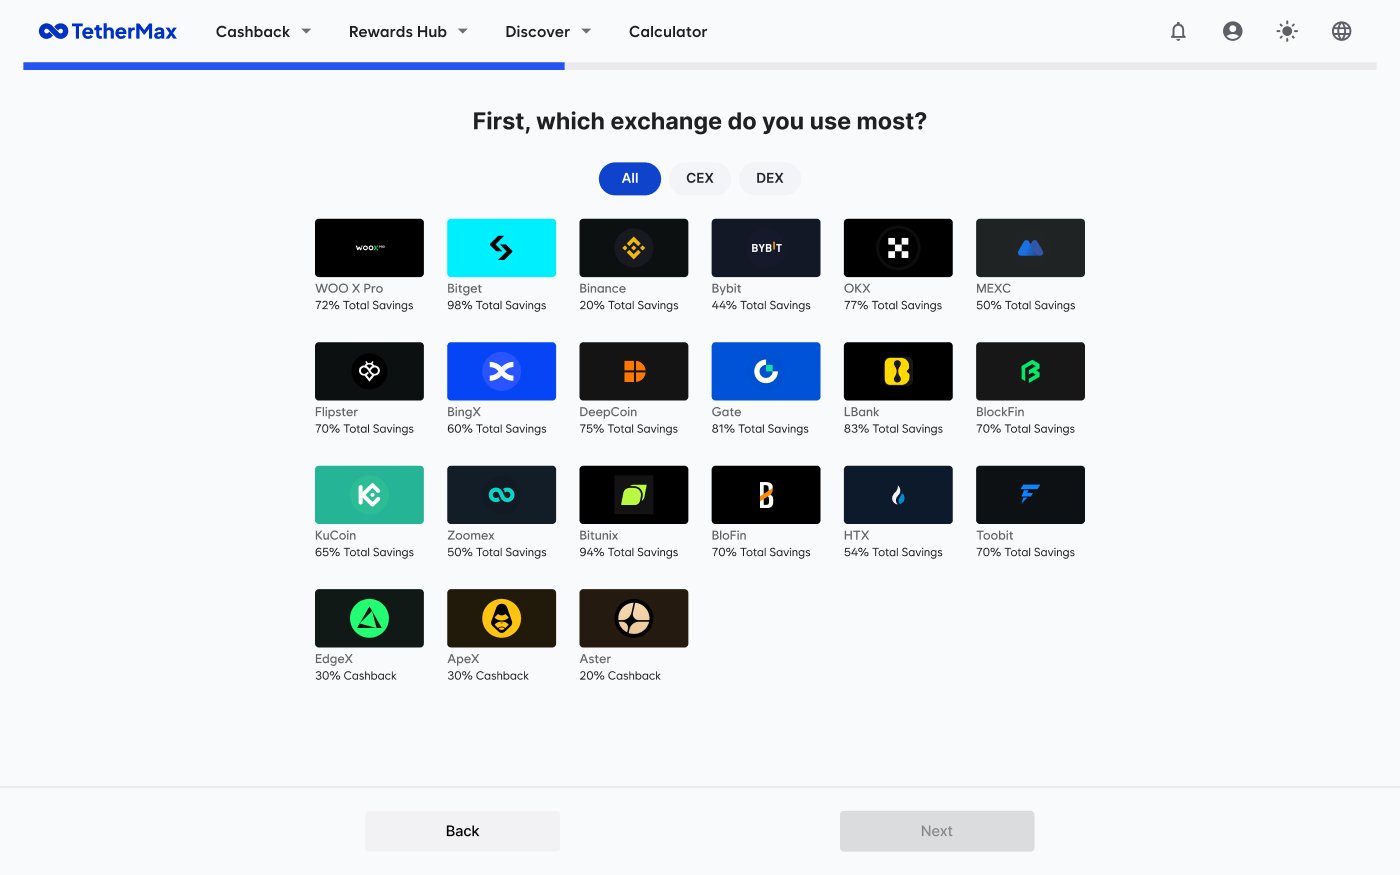 TetherMax Cashback Rewards Hub Discover Calculator
First, which exchange do you use most?
All CEX DEX
WOOX PRO BYBIT
WOO X Pro Bitget Binance Bybit OKX MEXC
72% Total Savings 98% Total Savings 20% Total Savings 44% Total Savings 77% Total Savings 50% Total Savings
Flipster BingX DeepCoin Gate LBank BlockFin
70% Total Savings 60% Total Savings 75% Total Savings 81% Total Savings 83% Total Savings 70% Total Savings
KuCoin Zoomex Bitunix BloFin HTX Toobit
65% Total Savings 50% Total Savings 94% Total Savings 70% Total Savings 54% Total Savings 70% Total Savings
EdgeX ApeX Aster
30% Cashback 30% Cashback 20% Cashback
Back Next